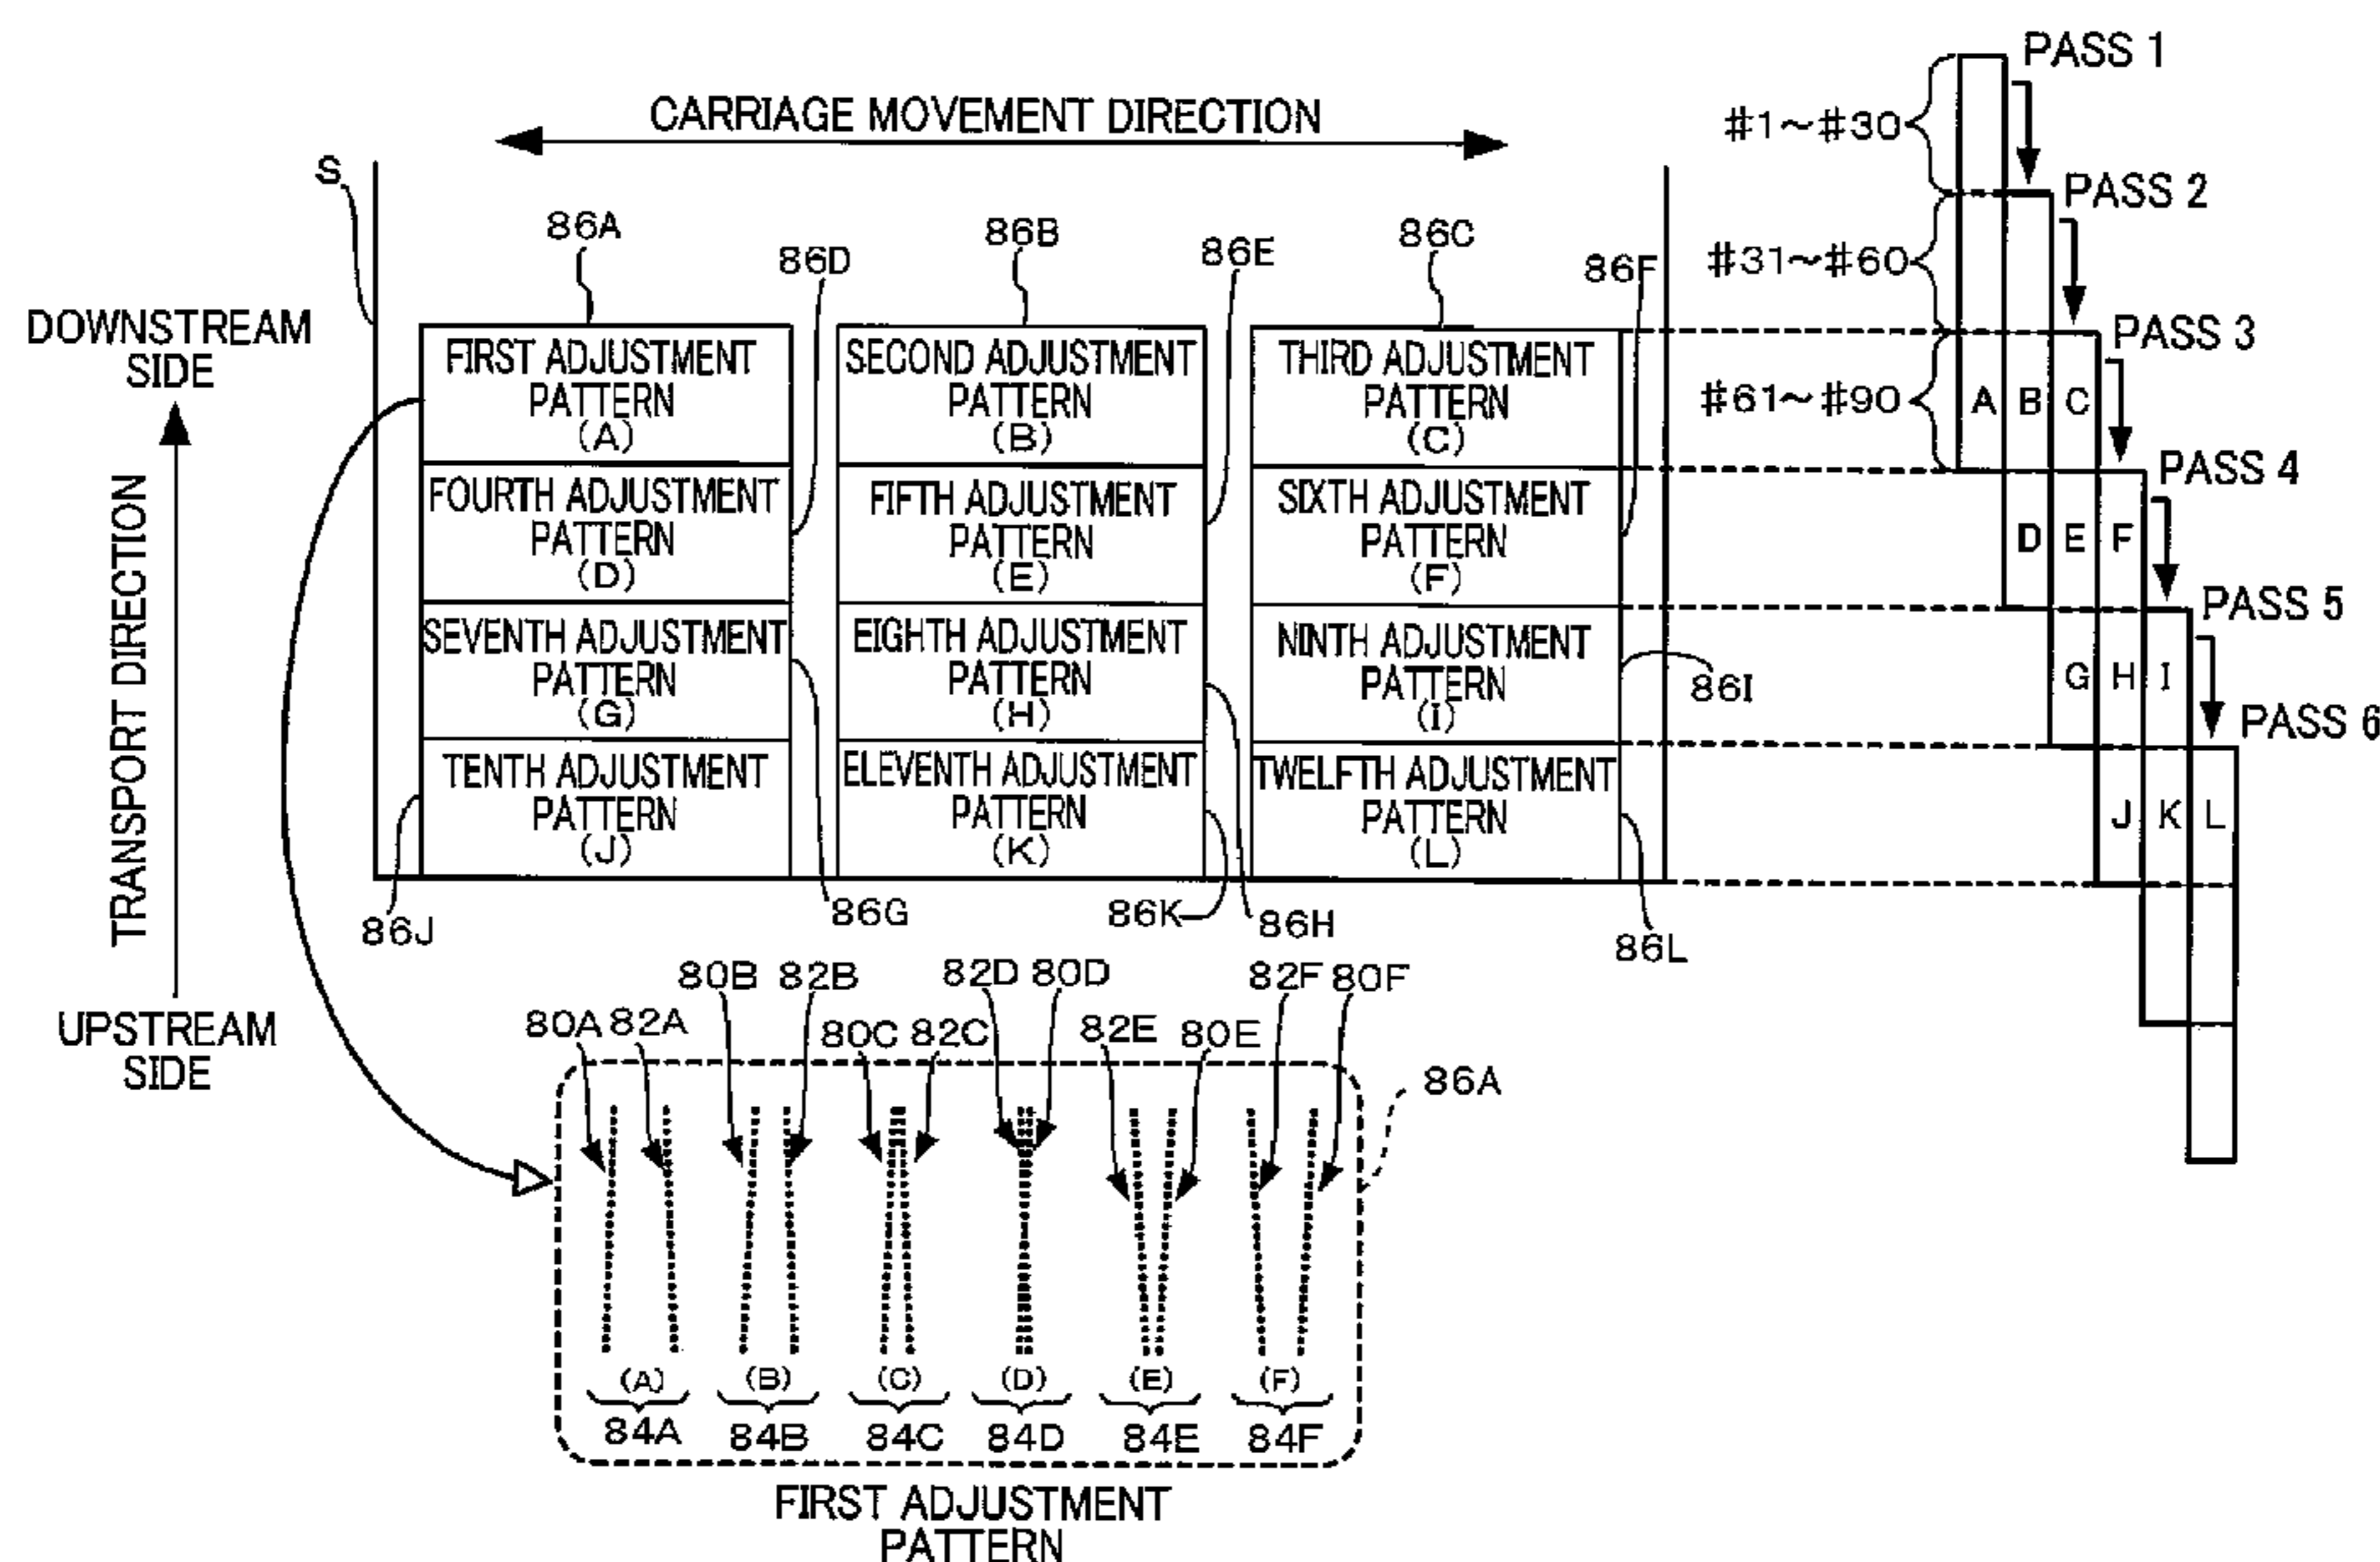 PASS 1
CARRIAGE MOVEMENT DIRECTION
#1~#30
S
PASS 2
86A
86B
86C
86D
86E
86F
#31~#60
DOWNSTREAM
SIDE
PASS 3
FIRST ADJUSTMENT
PATTERN
(A)
SECOND ADJUSTMENT
PATTERN
(B)
THIRD ADJUSTMENT
PATTERN
(C)
#61~#90
A
B
C
PASS 4
FOURTH ADJUSTMENT
PATTERN
(D)
FIFTH ADJUSTMENT
PATTERN
(E)
SIXTH ADJUSTMENT
PATTERN
(F)
D
E
F
PASS 5
TRANSPORT DIRECTION
SEVENTH ADJUSTMENT
PATTERN
(G)
EIGHTH ADJUSTMENT
PATTERN
(H)
NINTH ADJUSTMENT
PATTERN
(I)
86I
G
H
I
PASS 6
TENTH ADJUSTMENT
PATTERN
(J)
ELEVENTH ADJUSTMENT
PATTERN
(K)
TWELFTH ADJUSTMENT
PATTERN
(L)
J
K
L
86J
86G
86K
86H
86L
UPSTREAM
SIDE
80A
82A
80B
82B
80C
82C
82D
80D
82E
80E
82F
80F
86A
(A)
(B)
(C)
(D)
(E)
(F)
84A
84B
84C
84D
84E
84F
FIRST ADJUSTMENT
PATTERN